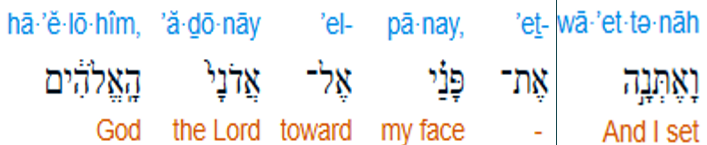 hā·’ĕ·lō·hîm, ’ă·ḏō·nāy ’el- pā·nay, ’eṯ- wā·’et·tə·nāh
וָאֶתְּנָ֣ה אֶת־ פָּנַ֗י אֶל־ אֲדֹנָי֙ הָֽאֱלֹהִ֔ים
God the Lord toward my face - And I set